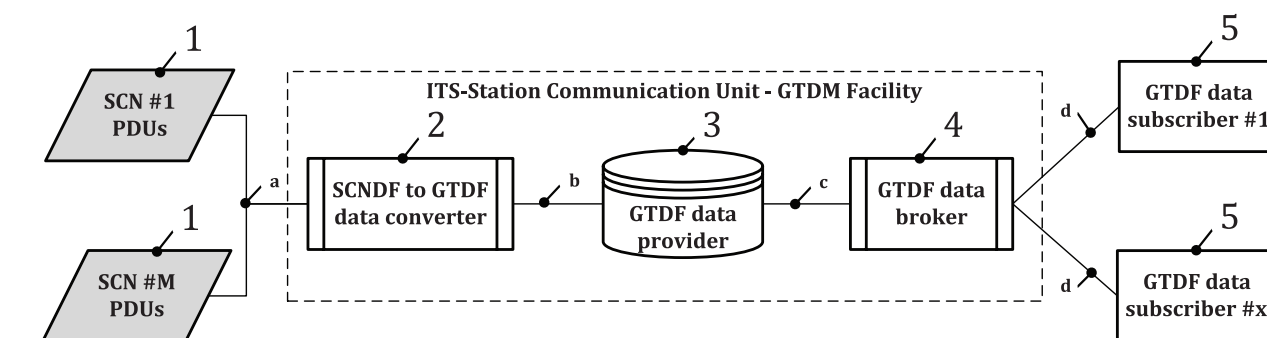 1
SCN #1
PDUs
1
SCN #M
PDUs
a
ITS-Station Communication Unit - GTDM Facility
2
SCNDF to GTDF
data converter
b
3
GTDF data
provider
c
4
GTDF data
broker
d
5
GTDF data
subscriber #1
d
5
GTDF data
subscriber #x